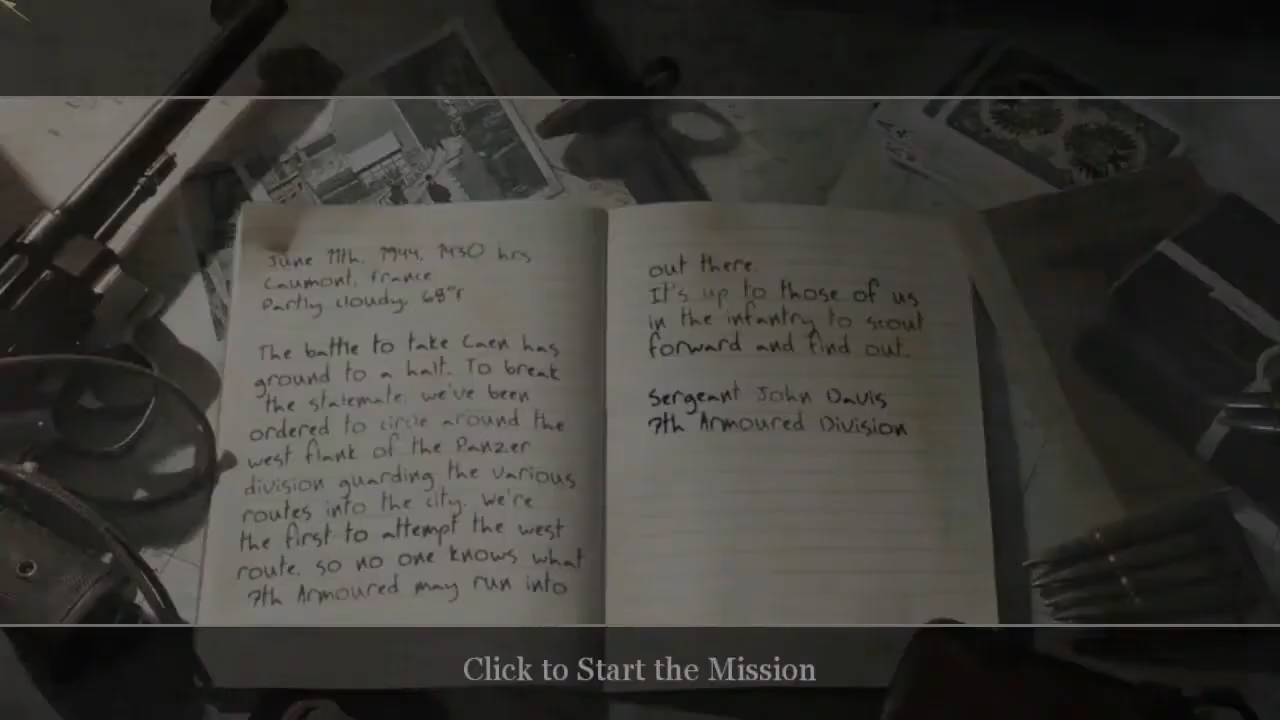 June 11th, 1944, 1430 hrs
Caumont, France
Partly cloudy, 68°F
The battle to take Caen has
ground to a halt. To break
the stalemate, we've been
ordered to circle around the
west flank of the Panzer
division guarding the various
routes into the city. We're
the first to attempt the west
route, so no one knows what
7th Armoured may run into
out there.
It's up to those of us
in the infantry to scout
forward and find out.
Sergeant John Davis
7th Armoured Division
Click to Start the Mission